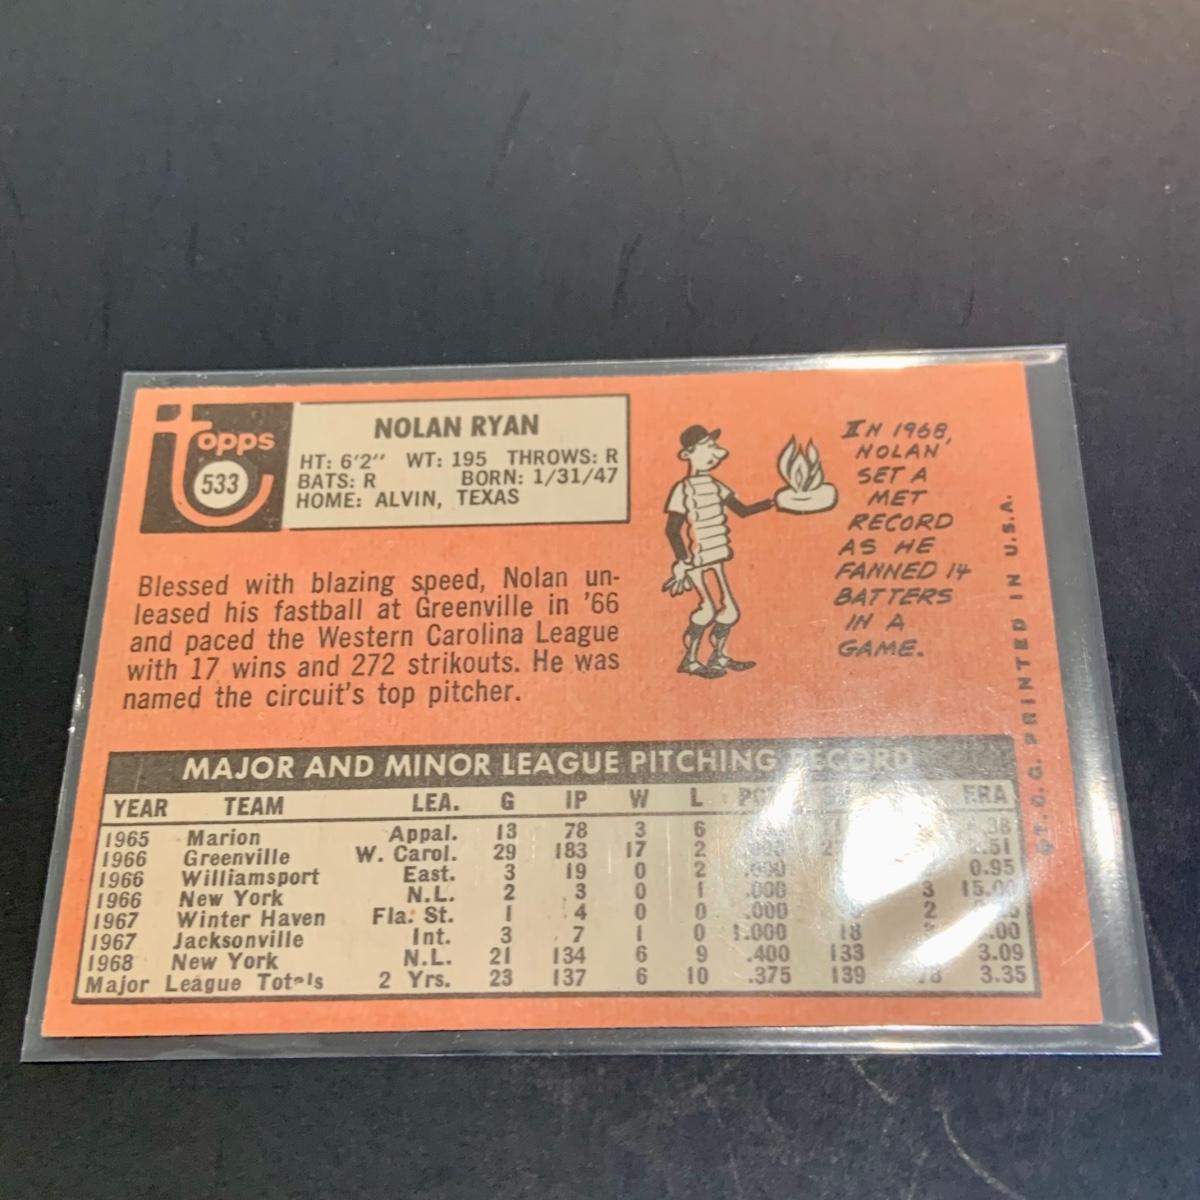 topps
533
NOLAN RYAN
HT: 6'2" WT: 195 THROWS: R
BATS: R BORN: 1/31/47
HOME: ALVIN, TEXAS
IN 1968,
NOLAN
SET A
MET
RECORD
AS HE
FANNED 14
BATTERS
IN A
GAME.
Blessed with blazing speed, Nolan un-
leased his fastball at Greenville in '66
and paced the Western Carolina League
with 17 wins and 272 strikouts. He was
named the circuit's top pitcher.
MAJOR AND MINOR LEAGUE PITCHING RECORD
YEAR TEAM LEA. G IP W L ERA
1965 Marion Appal. 13 78 3 6
1966 Greenville W. Carol. 29 183 17 2
1966 Williamsport East. 3 19 0 2 .000 0.95
1966 New York N.L. 2 3 0 1 .000 3 15.00
1967 Winter Haven Fla. St. 1 4 0 0 .000 2
1967 Jacksonville Int. 3 7 1 0 1.000 18
1968 New York N.L. 21 134 6 9 .400 133 3.09
Major League Totals 2 Yrs. 23 137 6 10 .375 139 3.35
©T.C.G. PRINTED IN U.S.A.